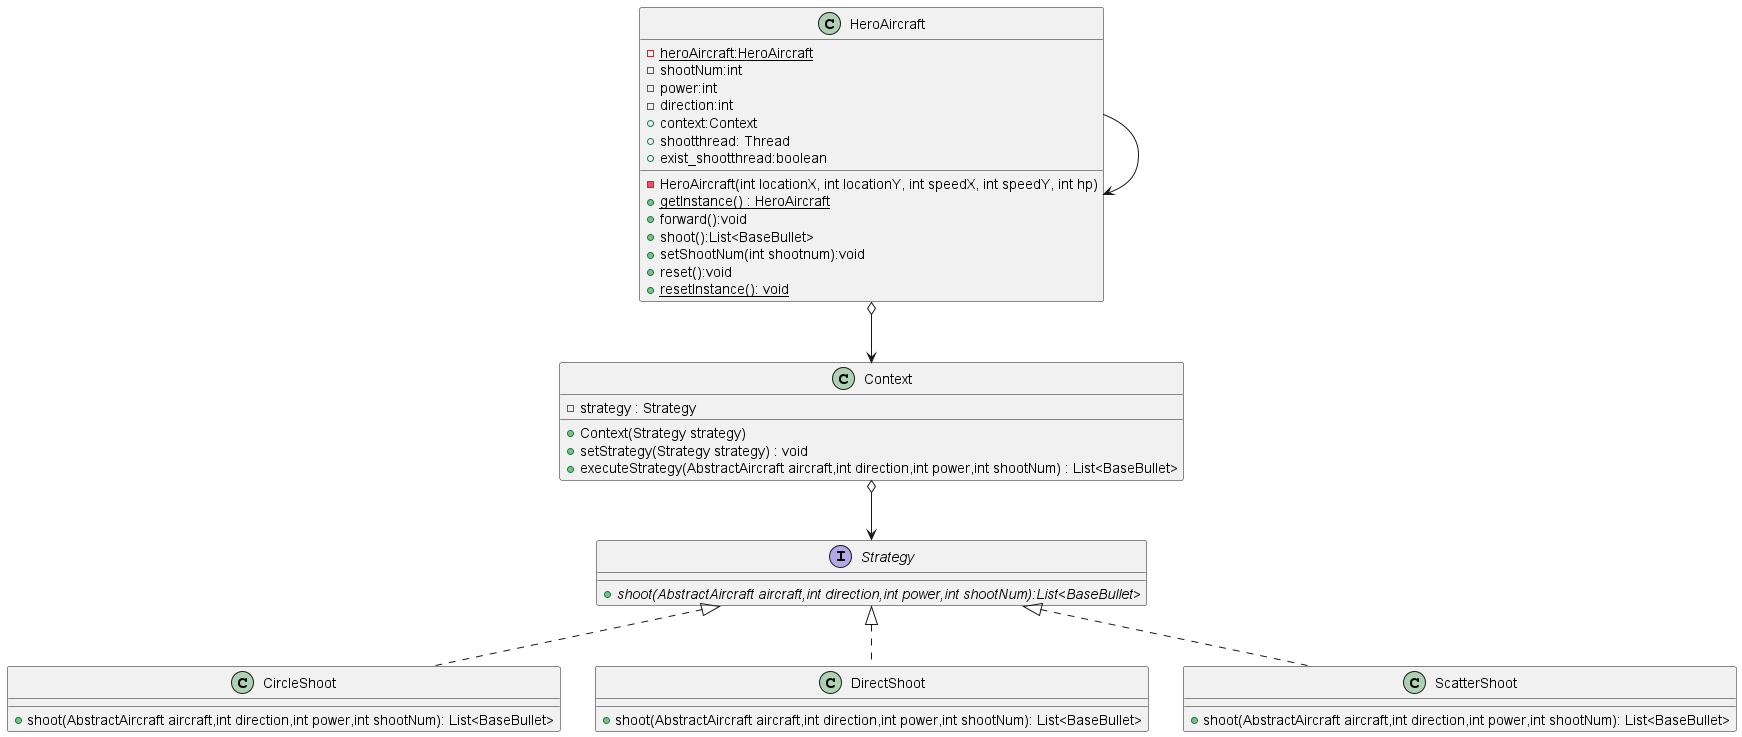 C HeroAircraft
heroAircraft:HeroAircraft
shootNum:int
power:int
direction:int
context:Context
shootthread: Thread
exist_shootthread:boolean
HeroAircraft(int locationX, int locationY, int speedX, int speedY, int hp)
getInstance() : HeroAircraft
forward():void
shoot():List<BaseBullet>
setShootNum(int shootnum):void
reset():void
resetInstance(): void
C Context
strategy : Strategy
Context(Strategy strategy)
setStrategy(Strategy strategy) : void
executeStrategy(AbstractAircraft aircraft,int direction,int power,int shootNum) : List<BaseBullet>
I Strategy
shoot(AbstractAircraft aircraft,int direction,int power,int shootNum):List<BaseBullet>
C CircleShoot
shoot(AbstractAircraft aircraft,int direction,int power,int shootNum): List<BaseBullet>
C DirectShoot
shoot(AbstractAircraft aircraft,int direction,int power,int shootNum): List<BaseBullet>
C ScatterShoot
shoot(AbstractAircraft aircraft,int direction,int power,int shootNum): List<BaseBullet>